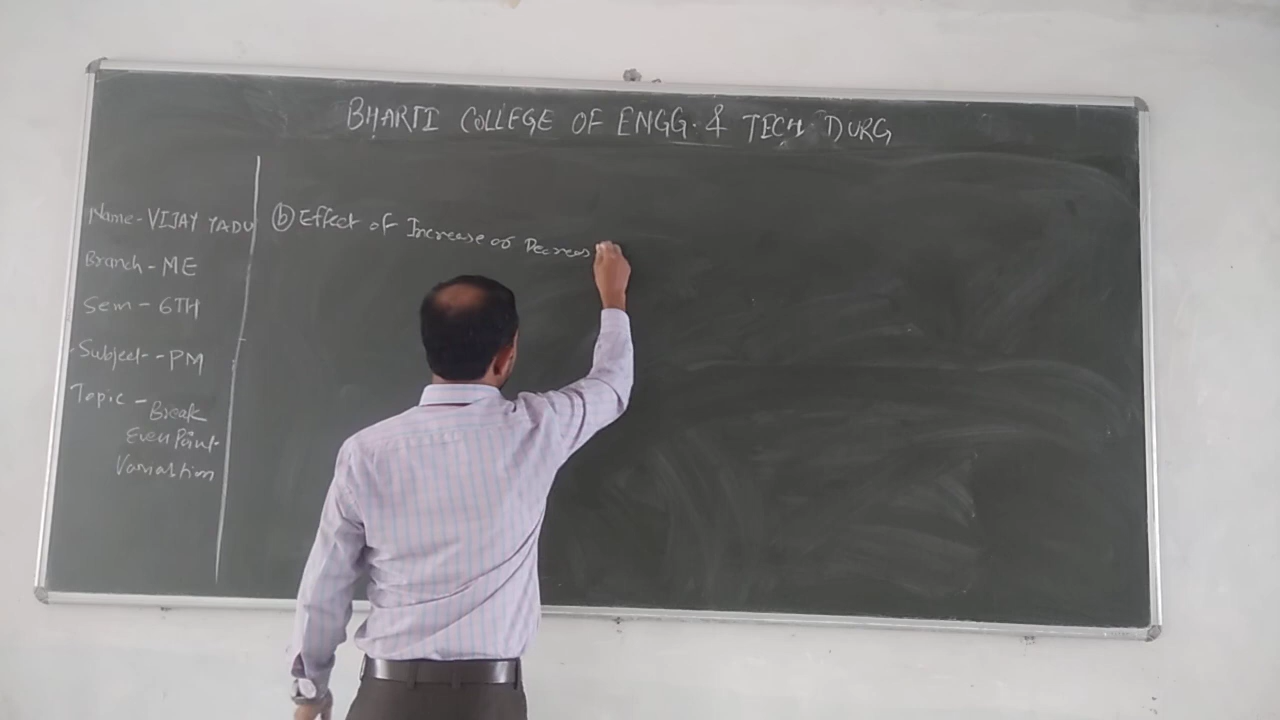 BHARTI COLLEGE OF ENGG. & TECH DURG
Name - VIJAY YADU
Branch - ME
Sem - 6TH
Subject - PM
Topic - Break
Even Point
Variation
(b) Effect of Increase or Decreas